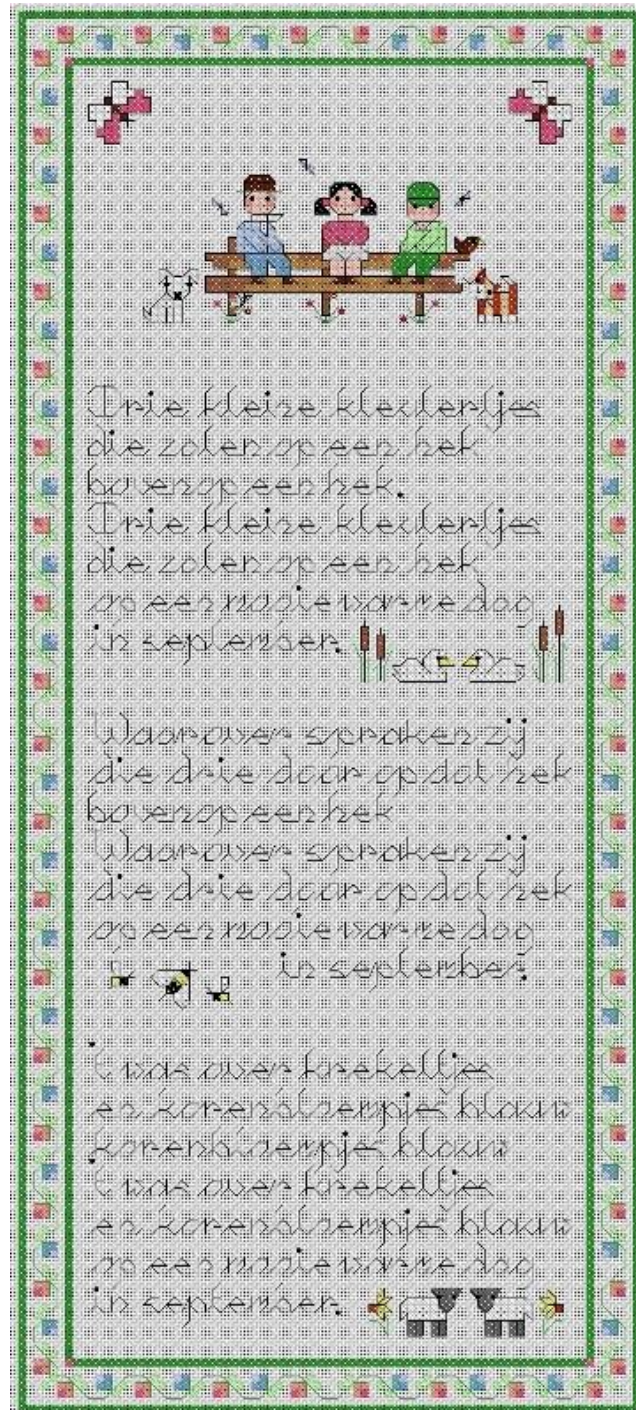 Drie kleine kleutertjes
die zaten op een hek
bovenop een hek.
Drie kleine kleutertjes
die zaten op een hek
op een mooie warme dag
in september.
Waarover spraken zij
die drie daar op dat hek
bovenop een hek
Waarover spraken zij
die drie daar op dat hek
op een mooie warme dag
in september.
't was over krekeltjes
en korenbloempjes blauw
korenbloempjes blauw
't was over krekeltjes
en korenbloempjes blauw
op een mooie warme dag
in september.